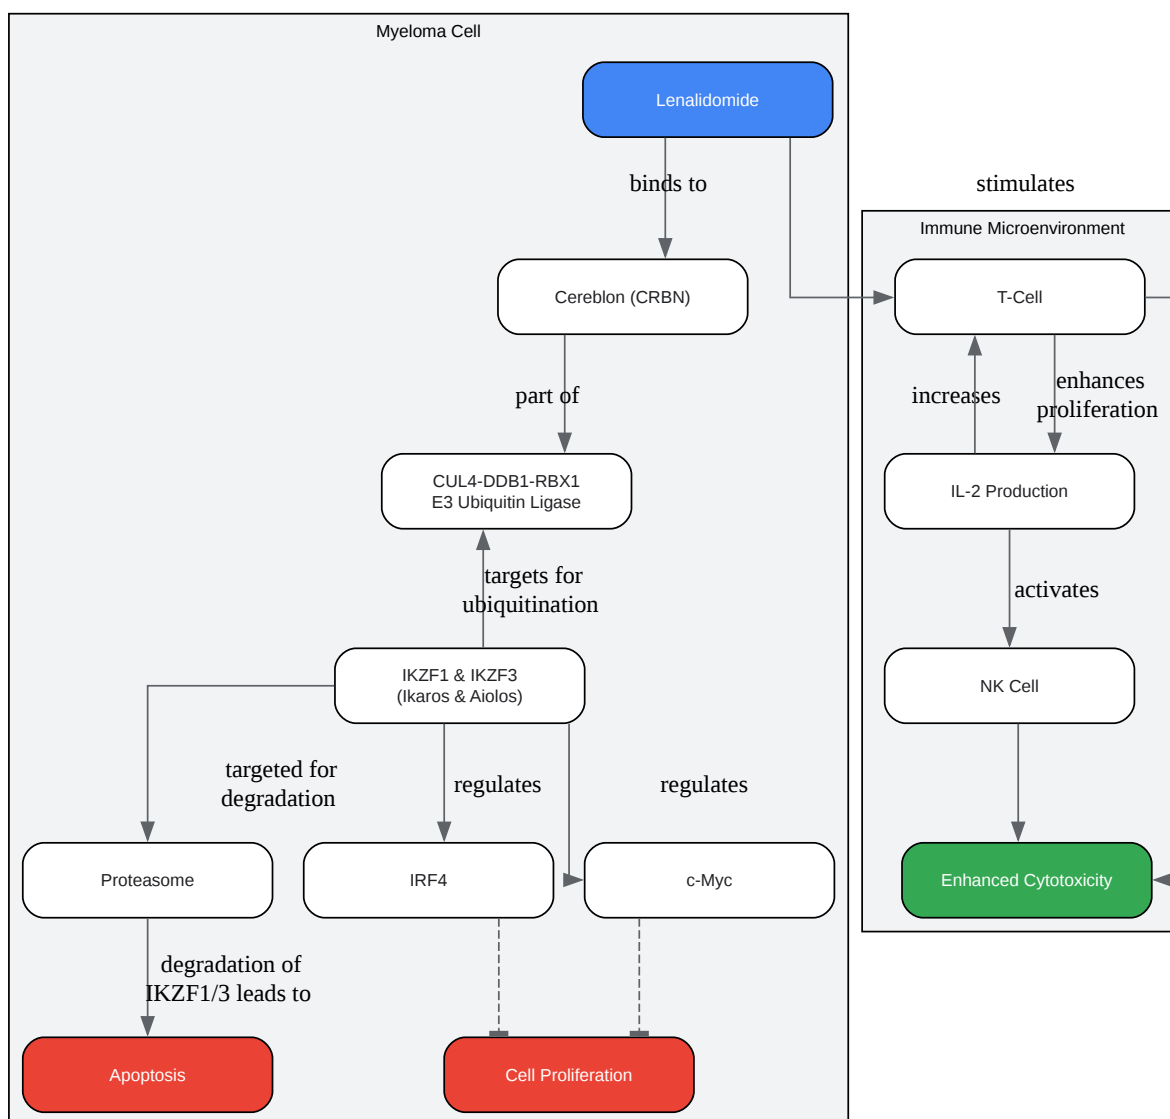 Myeloma Cell
Lenalidomide
binds to
stimulates
Immune Microenvironment
Cereblon (CRBN)
T-Cell
part of
increases
enhances
proliferation
CUL4-DDB1-RBX1
E3 Ubiquitin Ligase
IL-2 Production
targets for
ubiquitination
activates
IKZF1 & IKZF3
(Ikaros & Aiolos)
NK Cell
targeted for
degradation
regulates
regulates
Proteasome
IRF4
c-Myc
Enhanced Cytotoxicity
degradation of
IKZF1/3 leads to
Apoptosis
Cell Proliferation